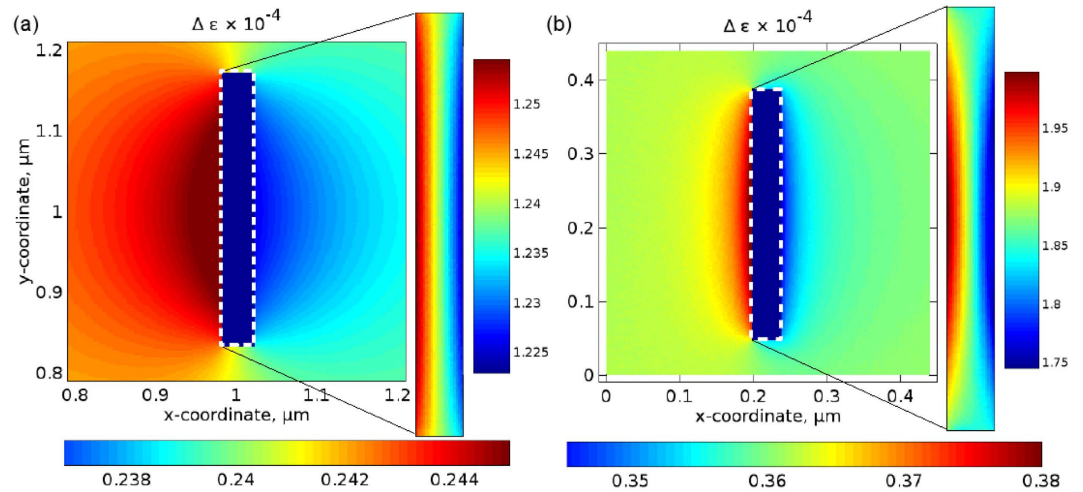 (a)
Δ ε × 10⁻⁴
y-coordinate, μm
1.2
1.1
1
0.9
0.8
0.8 0.9 1 1.1 1.2
x-coordinate, μm
1.25
1.245
1.24
1.235
1.23
1.225
0.238 0.24 0.242 0.244
(b)
Δ ε × 10⁻⁴
0.4
0.3
0.2
0.1
0
0 0.1 0.2 0.3 0.4
x-coordinate, μm
1.95
1.9
1.85
1.8
1.75
0.35 0.36 0.37 0.38